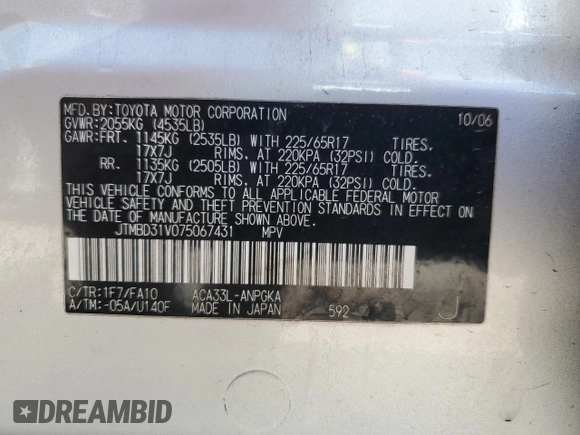 MFD.BY:TOYOTA MOTOR CORPORATION 10/06
GVWR:2055KG (4535LB)
GAWR:FRT. 1145KG (2535LB) WITH 225/65R17 TIRES.
17X7J RIMS. AT 220KPA (32PSI) COLD.
RR. 1135KG (2505LB) WITH 225/65R17 TIRES.
17X7J RIMS. AT 220KPA (32PSI) COLD.
THIS VEHICLE CONFORMS TO ALL APPLICABLE FEDERAL MOTOR
VEHICLE SAFETY AND THEFT PREVENTION STANDARDS IN EFFECT ON
THE DATE OF MANUFACTURE SHOWN ABOVE.
JTMBD31V075067431 MPV
C/TR:1F7/FA10 ACA33L-ANPGKA
A/TM:-05A/U140F MADE IN JAPAN 592 J
DREAMBID